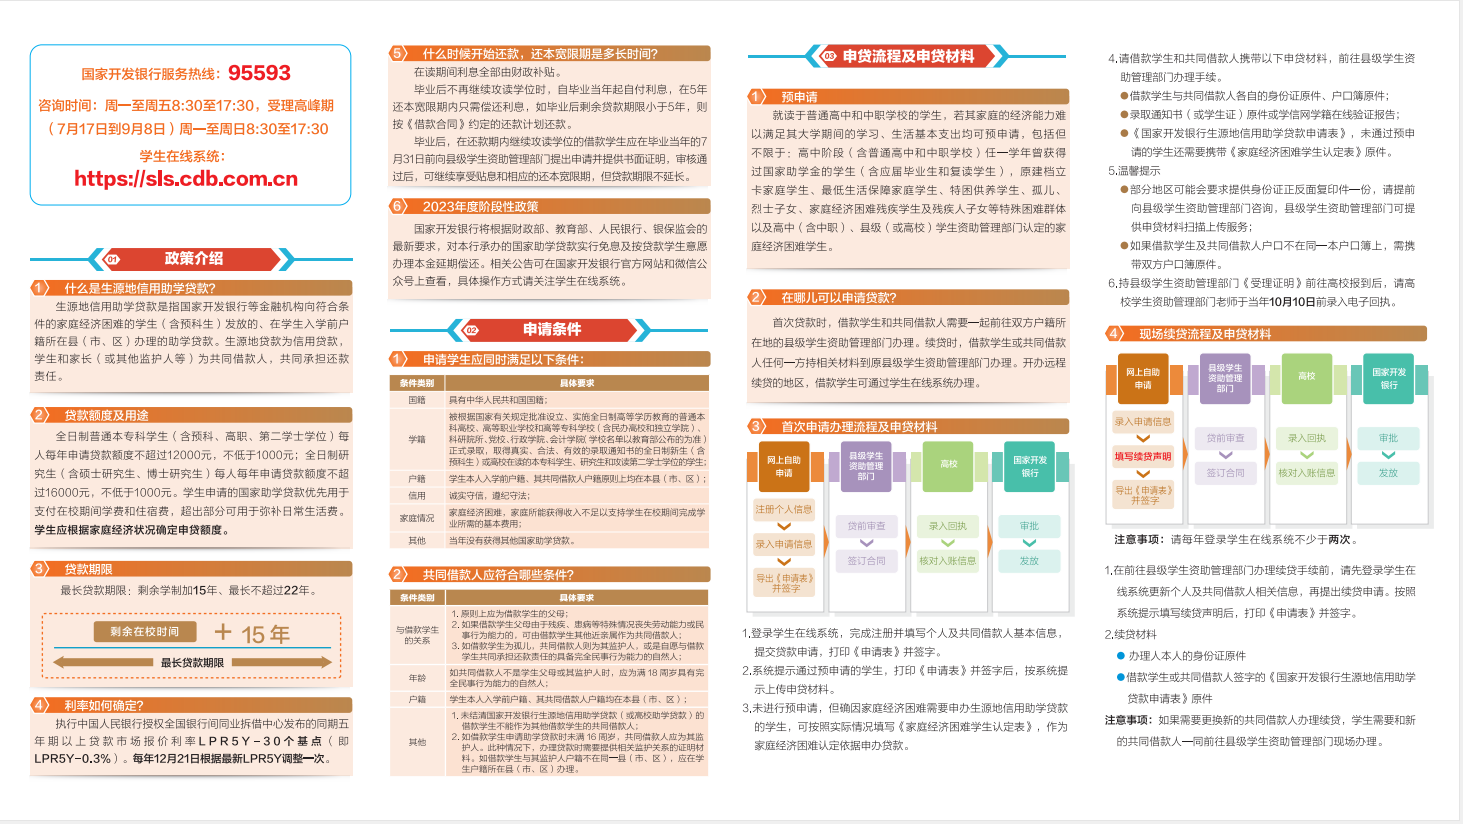 国家开发银行服务热线：95593
咨询时间：周一至周五8:30至17:30，受理高峰期
（7月17日到9月8日）周一至周日8:30至17:30
学生在线系统：
https://sls.cdb.com.cn
01 政策介绍
1 什么是生源地信用助学贷款?
生源地信用助学贷款是指国家开发银行等金融机构向符合条
件的家庭经济困难的学生（含预科生）发放的、在学生入学前户
籍所在县（市、区）办理的助学贷款。生源地贷款为信用贷款，
学生和家长（或其他监护人等）为共同借款人，共同承担还款
责任。
2 贷款额度及用途
全日制普通本专科学生（含预科、高职、第二学士学位）每
人每年申请贷款额度不超过12000元，不低于1000元；全日制研
究生（含硕士研究生、博士研究生）每人每年申请贷款额度不超
过16000元，不低于1000元。学生申请的国家助学贷款优先用于
支付在校期间学费和住宿费，超出部分可用于弥补日常生活费。
学生应根据家庭经济状况确定申贷额度。
3 贷款期限
最长贷款期限：剩余学制加15年、最长不超过22年。
剩余在校时间 + 15年
最长贷款期限
4 利率如何确定?
执行中国人民银行授权全国银行间同业拆借中心发布的同期五
年期以上贷款市场报价利率LPR5Y-30个基点（即
LPR5Y-0.3%）。每年12月21日根据最新LPR5Y调整一次。
5 什么时候开始还款，还本宽限期是多长时间?
在读期间利息全部由财政补贴。
毕业后不再继续攻读学位时，自毕业当年起自付利息，在5年
还本宽限期内只需偿还利息，如毕业后剩余贷款期限小于5年，则
按《借款合同》约定的还款计划还款。
毕业后，在还款期内继续攻读学位的借款学生应在毕业当年的7
月31日前向县级学生资助管理部门提出申请并提供书面证明，审核通
过后，可继续享受贴息和相应的还本宽限期，但贷款期限不延长。
6 2023年度阶段性政策
国家开发银行将根据财政部、教育部、人民银行、银保监会的
最新要求，对本行承办的国家助学贷款实行免息及按贷款学生意愿
办理本金延期偿还。相关公告可在国家开发银行官方网站和微信公
众号上查看，具体操作方式请关注学生在线系统。
02 申请条件
1 申请学生应同时满足以下条件：
条件类别 具体要求
国籍 具有中华人民共和国国籍；
学籍 被根据国家有关规定批准设立、实施全日制高等学历教育的普通本
科高校、高等职业学校和高等专科学校（含民办高校和独立学院）、
科研院所、党校、行政学院、会计学院(学校名单以教育部公布的为准)
正式录取，取得真实、合法、有效的录取通知书的全日制新生（含
预科生）或高校在读的本专科学生、研究生和攻读第二学士学位的学生；
户籍 学生本人入学前户籍、其共同借款人户籍原则上均在本县（市、区）；
信用 诚实守信，遵纪守法；
家庭情况 家庭经济困难，家庭所能获得收入不足以支持学生在校期间完成学
业所需的基本费用；
其他 当年没有获得其他国家助学贷款。
2 共同借款人应符合哪些条件?
条件类别 具体要求
与借款学生
的关系
1. 原则上应为借款学生的父母；
2. 如果借款学生父母由于残疾、患病等特殊情况丧失劳动能力或民
事行为能力的，可由借款学生其他近亲属作为共同借款人；
3. 如借款学生为孤儿，共同借款人则为其监护人，或是自愿与借款
学生共同承担还款责任的具备完全民事行为能力的自然人；
年龄 如共同借款人不是学生父母或其监护人时，应为满 18 周岁具有完
全民事行为能力的自然人；
户籍 学生本人入学前户籍、其共同借款人户籍均在本县（市、区）；
其他 1. 未结清国家开发银行生源地信用助学贷款（或高校助学贷款）的
借款学生不能作为其他借款学生的共同借款人；
2. 如借款学生申请助学贷款时未满 16 周岁，共同借款人应为其监
护人。此种情况下，办理贷款时需要提供相关监护关系的证明材
料。如借款学生与其监护人户籍不在同一县（市、区），应在学
生户籍所在县（市、区）办理。
03 申贷流程及申贷材料
1 预申请
就读于普通高中和中职学校的学生，若其家庭的经济能力难
以满足其大学期间的学习、生活基本支出均可预申请，包括但
不限于：高中阶段（含普通高中和中职学校）任一学年曾获得
过国家助学金的学生（含应届毕业生和复读学生），原建档立
卡家庭学生、最低生活保障家庭学生、特困供养学生、孤儿、
烈士子女、家庭经济困难残疾学生及残疾人子女等特殊困难群体
以及高中（含中职）、县级（或高校）学生资助管理部门认定的家
庭经济困难学生。
2 在哪儿可以申请贷款?
首次贷款时，借款学生和共同借款人需要一起前往双方户籍所
在地的县级学生资助管理部门办理。续贷时，借款学生或共同借款
人任何一方持相关材料到原县级学生资助管理部门办理。开办远程
续贷的地区，借款学生可通过学生在线系统办理。
3 首次申请办理流程及申贷材料
网上自助
申请
县级学生
资助管理
部门
高校
国家开发
银行
注册个人信息
录入申请信息
导出《申请表》
并签字
贷前审查
签订合同
录入回执
核对入账信息
审批
发放
1.登录学生在线系统，完成注册并填写个人及共同借款人基本信息，
提交贷款申请，打印《申请表》并签字。
2.系统提示通过预申请的学生，打印《申请表》并签字后，按系统提
示上传申贷材料。
3.未进行预申请，但确因家庭经济困难需要申办生源地信用助学贷款
的学生，可按照实际情况填写《家庭经济困难学生认定表》，作为
家庭经济困难认定依据申办贷款。
4.请借款学生和共同借款人携带以下申贷材料，前往县级学生资
助管理部门办理手续。
●借款学生与共同借款人各自的身份证原件、户口簿原件；
●录取通知书（或学生证）原件或学信网学籍在线验证报告；
●《国家开发银行生源地信用助学贷款申请表》，未通过预申
请的学生还需要携带《家庭经济困难学生认定表》原件。
5.温馨提示
●部分地区可能会要求提供身份证正反面复印件一份，请提前
向县级学生资助管理部门咨询，县级学生资助管理部门可提
供申贷材料扫描上传服务；
●如果借款学生及共同借款人户口不在同一本户口簿上，需携
带双方户口簿原件。
6.持县级学生资助管理部门《受理证明》前往高校报到后，请高
校学生资助管理部门老师于当年10月10日前录入电子回执。
4 现场续贷流程及申贷材料
网上自助
申请
县级学生
资助管理
部门
高校
国家开发
银行
录入申请信息
填写续贷声明
导出《申请表》
并签字
贷前审查
签订合同
录入回执
核对入账信息
审批
发放
注意事项：请每年登录学生在线系统不少于两次。
1.在前往县级学生资助管理部门办理续贷手续前，请先登录学生在
线系统更新个人及共同借款人相关信息，再提出续贷申请。按照
系统提示填写续贷声明后，打印《申请表》并签字。
2.续贷材料
● 办理人本人的身份证原件
●借款学生或共同借款人签字的《国家开发银行生源地信用助学
贷款申请表》原件
注意事项：如果需要更换新的共同借款人办理续贷，学生需要和新
的共同借款人一同前往县级学生资助管理部门现场办理。